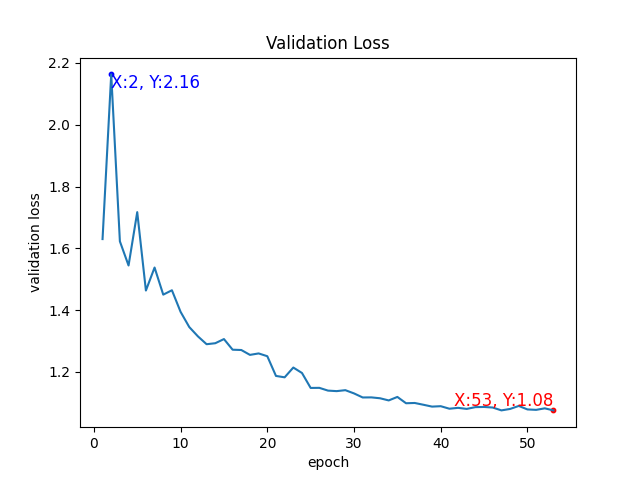 Validation Loss
2.2
X:2, Y:2.16
2.0
1.8
1.6
validation loss
1.4
1.2
X:53, Y:1.08
0 10 20 30 40 50
epoch